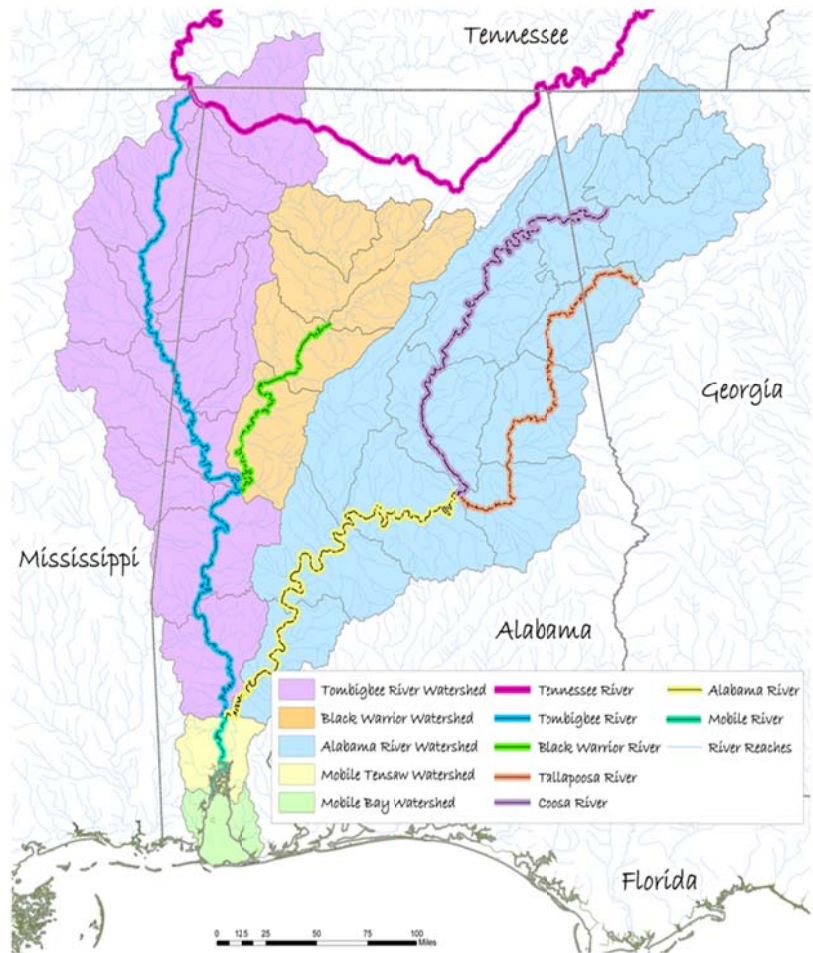 Tennessee
Georgia
Mississippi
Alabama
Tombigbee River Watershed
Black Warrior Watershed
Alabama River Watershed
Mobile Tensaw Watershed
Mobile Bay Watershed
Tennessee River
Tombigbee River
Black Warrior River
Tallapoosa River
Coosa River
Alabama River
Mobile River
River Reaches
Florida
0 12.5 25 50 75 100
Miles